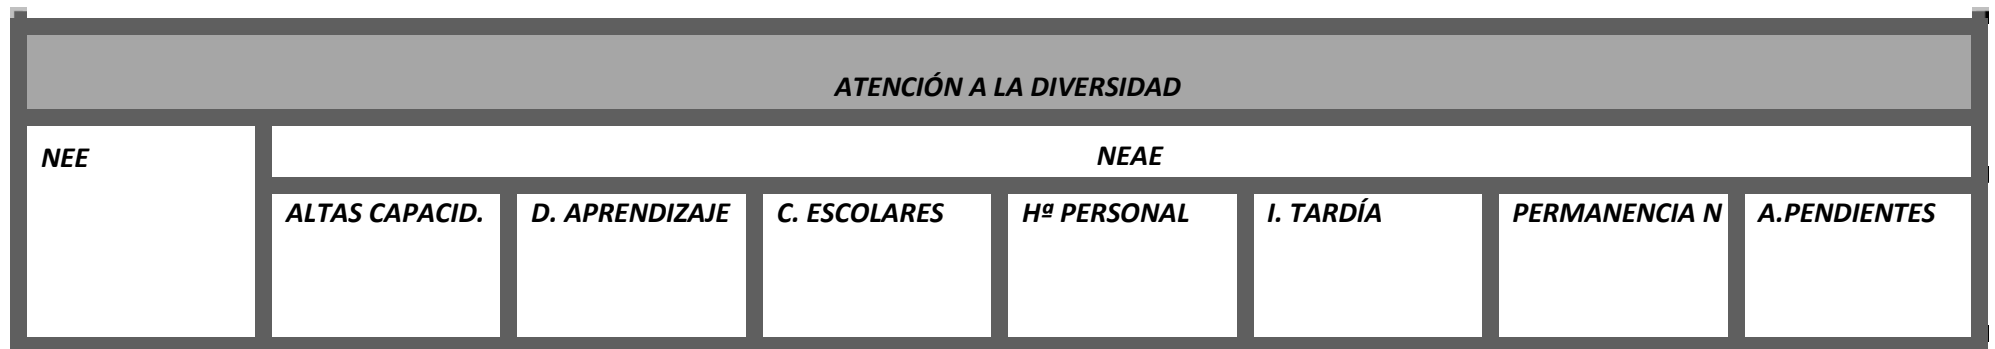 ATENCIÓN A LA DIVERSIDAD
NEE
NEAE
ALTAS CAPACID.
D. APRENDIZAJE
C. ESCOLARES
Hª PERSONAL
I. TARDÍA
PERMANENCIA N
A.PENDIENTES